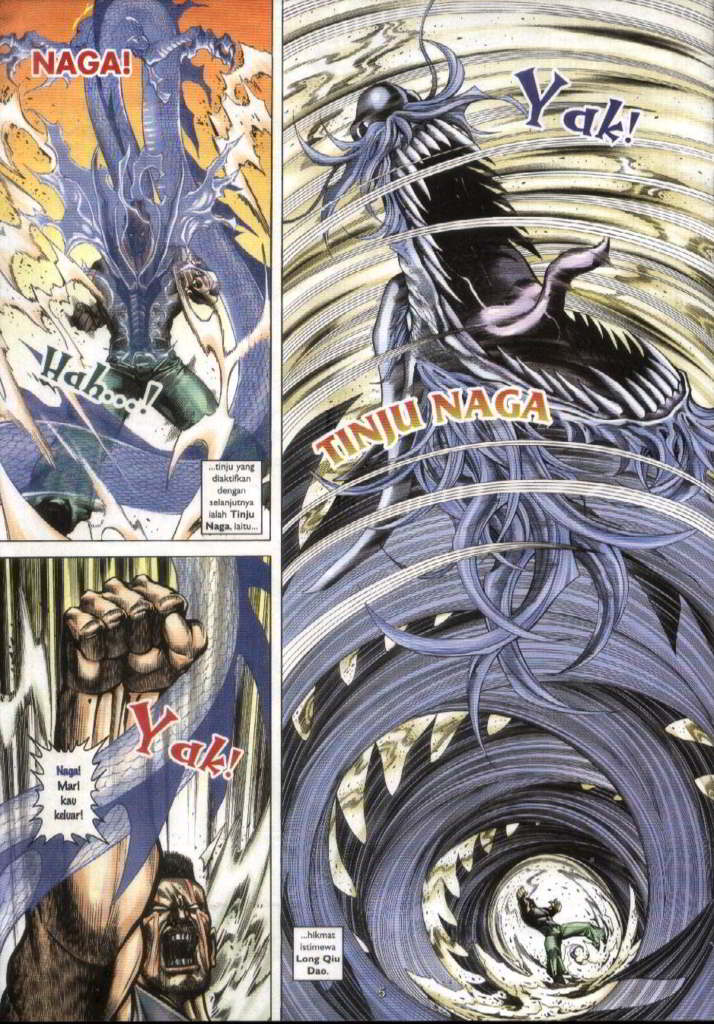 NAGA!
Hah....!
...tinju yang
diaktifkan
dengan
selanjutnya
ialah Tinju
Naga, iaitu...
Yak!
Naga!
Mari
kau
keluar!
Yak!
TINJU NAGA
...hikmat
istimewa
Long Qiu
Dao.
5